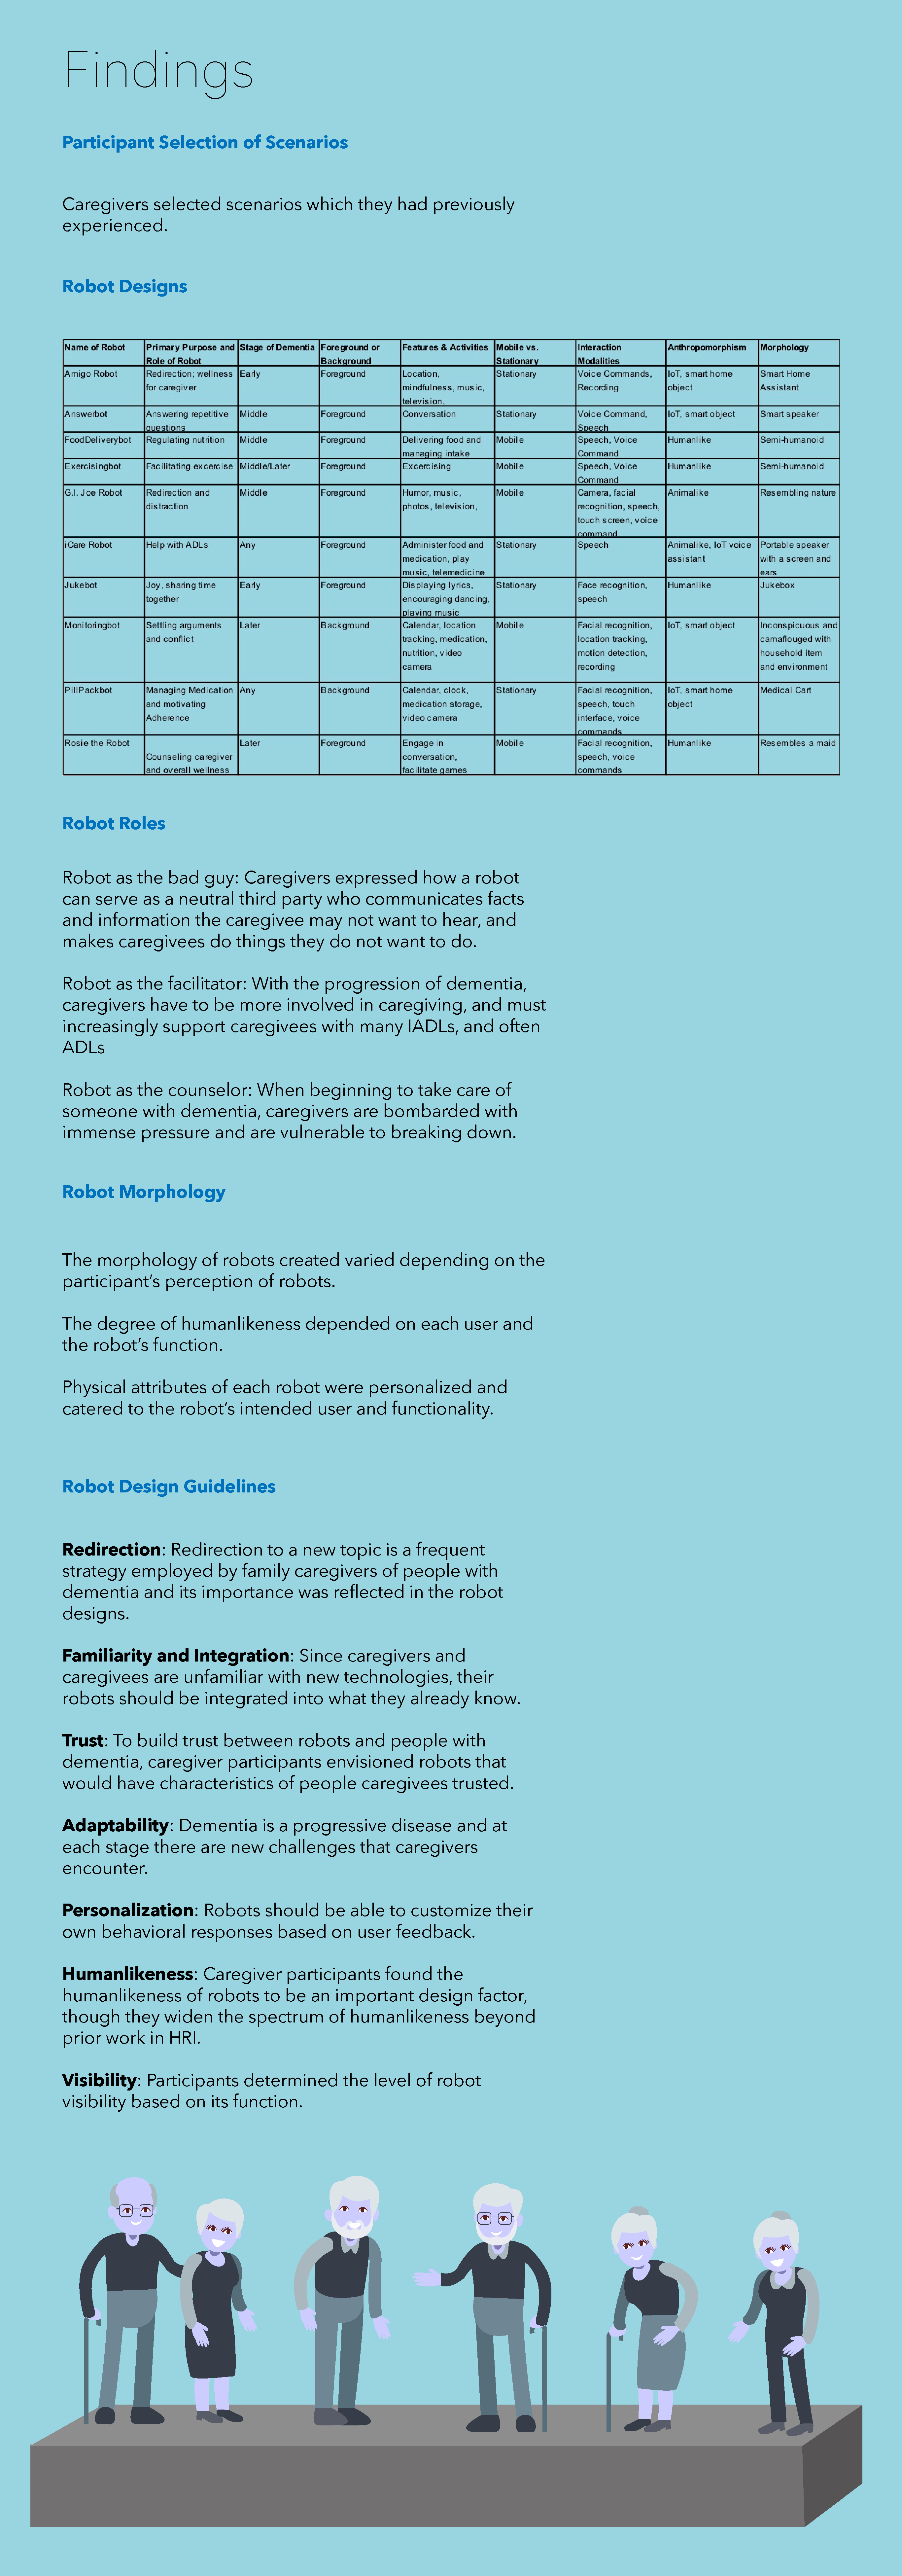 Findings
Participant Selection of Scenarios
Caregivers selected scenarios which they had previously
experienced.
Robot Designs
Name of Robot | Primary Purpose and Role of Robot | Stage of Dementia | Foreground or Background | Features & Activities | Mobile vs. Stationary | Interaction Modalities | Anthropomorphism | Morphology
Amigo Robot | Redirection; wellness for caregiver | Early | Foreground | Location, mindfulness, music, television, | Stationary | Voice Commands, Recording | IoT, smart home object | Smart Home Assistant
Answerbot | Answering repetitive questions | Middle | Foreground | Conversation | Stationary | Voice Command, Speech | IoT, smart object | Smart speaker
FoodDeliverybot | Regulating nutrition | Middle | Foreground | Delivering food and managing intake | Mobile | Speech, Voice Command | Humanlike | Semi-humanoid
Exercisingbot | Facilitating excercise | Middle/Later | Foreground | Excercising | Mobile | Speech, Voice Command | Humanlike | Semi-humanoid
G.I. Joe Robot | Redirection and distraction | Middle | Foreground | Humor, music, photos, television, | Mobile | Camera, facial recognition, speech, touch screen, voice command | Animalike | Resembling nature
iCare Robot | Help with ADLs | Any | Foreground | Administer food and medication, play music, telemedicine | Stationary | Speech | Animalike, IoT voice assistant | Portable speaker with a screen and ears
Jukebot | Joy, sharing time together | Early | Foreground | Displaying lyrics, encouraging dancing, playing music | Stationary | Face recognition, speech | Humanlike | Jukebox
Monitoringbot | Settling arguments and conflict | Later | Background | Calendar, location tracking, medication, nutrition, video camera | Mobile | Facial recognition, location tracking, motion detection, recording | IoT, smart object | Inconspicuous and camaflouged with household item and environment
PillPackbot | Managing Medication and motivating Adherence | Any | Background | Calendar, clock, medication storage, video camera | Stationary | Facial recognition, speech, touch interface, voice commands | IoT, smart home object | Medical Cart
Rosie the Robot | Counseling caregiver and overall wellness | Later | Foreground | Engage in conversation, facilitate games | Mobile | Facial recognition, speech, voice commands | Humanlike | Resembles a maid
Robot Roles
Robot as the bad guy: Caregivers expressed how a robot
can serve as a neutral third party who communicates facts
and information the caregivee may not want to hear, and
makes caregivees do things they do not want to do.
Robot as the facilitator: With the progression of dementia,
caregivers have to be more involved in caregiving, and must
increasingly support caregivees with many IADLs, and often
ADLs
Robot as the counselor: When beginning to take care of
someone with dementia, caregivers are bombarded with
immense pressure and are vulnerable to breaking down.
Robot Morphology
The morphology of robots created varied depending on the
participant's perception of robots.
The degree of humanlikeness depended on each user and
the robot's function.
Physical attributes of each robot were personalized and
catered to the robot's intended user and functionality.
Robot Design Guidelines
Redirection: Redirection to a new topic is a frequent
strategy employed by family caregivers of people with
dementia and its importance was reflected in the robot
designs.
Familiarity and Integration: Since caregivers and
caregivees are unfamiliar with new technologies, their
robots should be integrated into what they already know.
Trust: To build trust between robots and people with
dementia, caregiver participants envisioned robots that
would have characteristics of people caregivees trusted.
Adaptability: Dementia is a progressive disease and at
each stage there are new challenges that caregivers
encounter.
Personalization: Robots should be able to customize their
own behavioral responses based on user feedback.
Humanlikeness: Caregiver participants found the
humanlikeness of robots to be an important design factor,
though they widen the spectrum of humanlikeness beyond
prior work in HRI.
Visibility: Participants determined the level of robot
visibility based on its function.